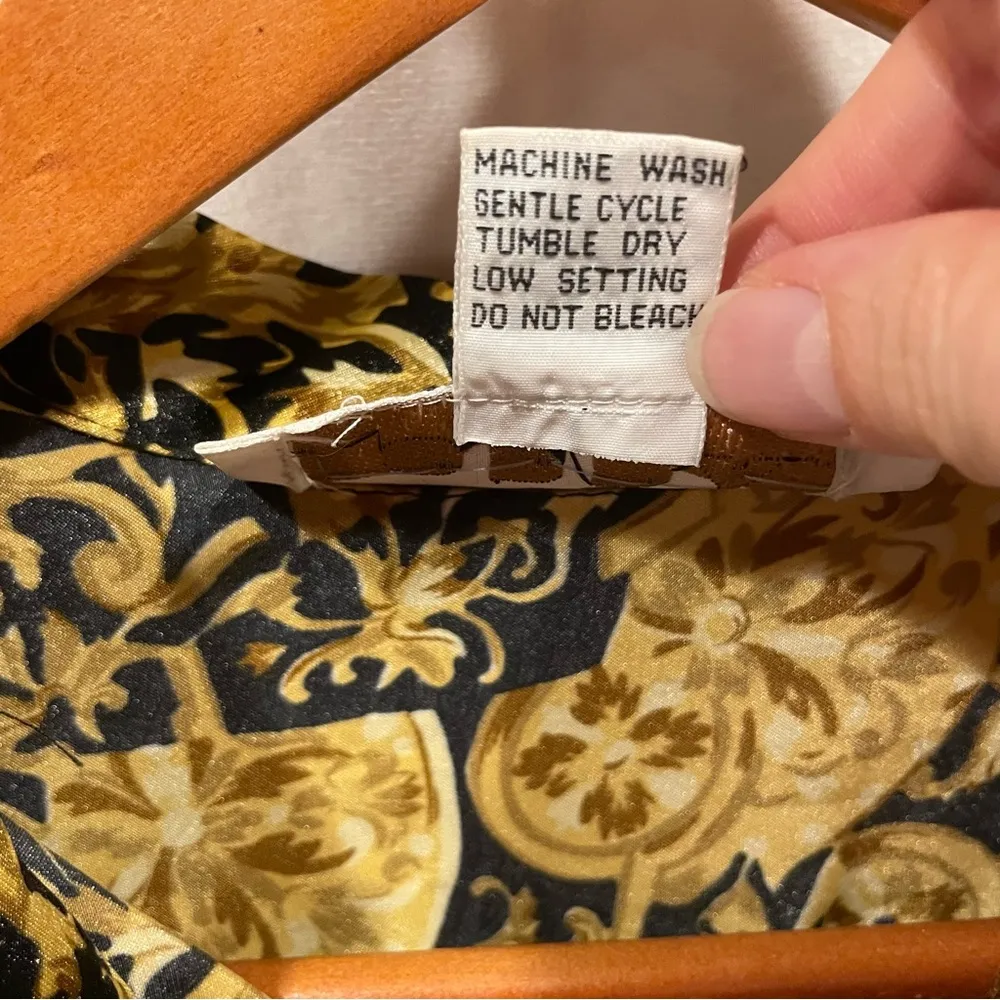 MACHINE WASH
GENTLE CYCLE
TUMBLE DRY
LOW SETTING
DO NOT BLEACH